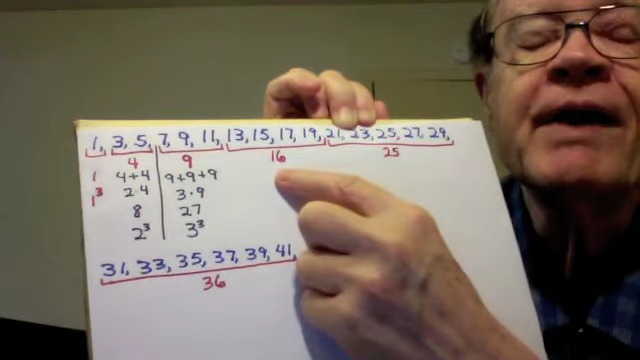 1, 3, 5, 7, 9, 11, 13, 15, 17, 19, 21, 23, 25, 27, 29,
4 9 16 25
1 4+4 9+9+9
1³ 2·4 3·9
8 27
2³ 3³
31, 33, 35, 37, 39, 41,
36